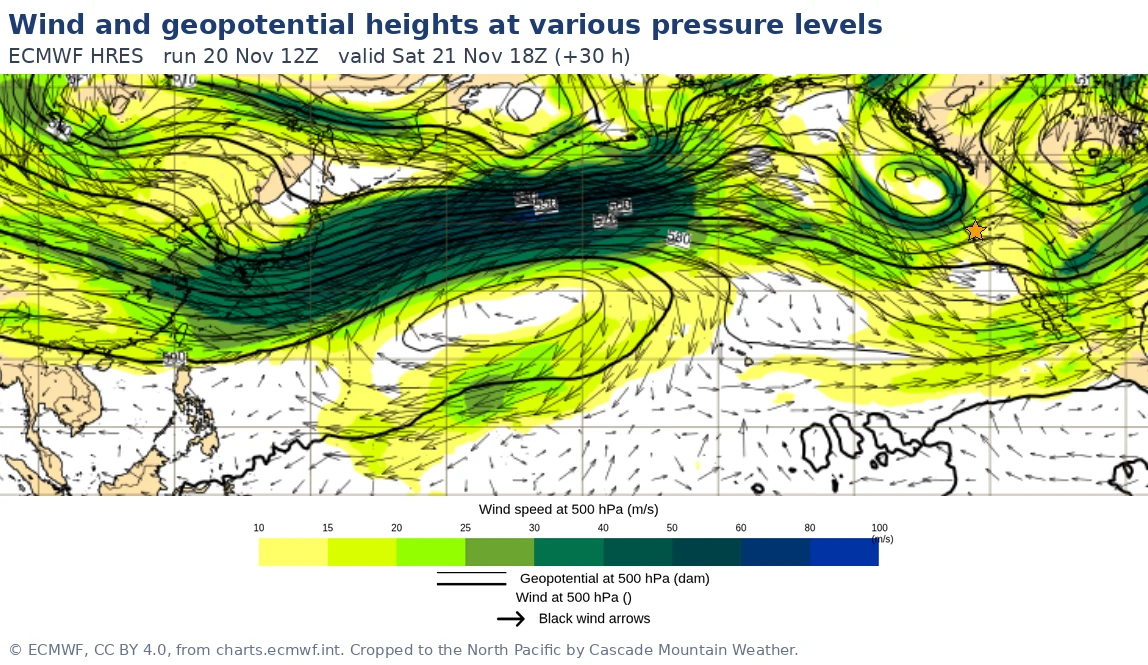 Wind and geopotential heights at various pressure levels
ECMWF HRES run 20 Nov 12Z valid Sat 21 Nov 18Z (+30 h)
510
550
560
580
Wind speed at 500 hPa (m/s)
10 15 20 25 30 40 50 60 80 100
(m/s)
Geopotential at 500 hPa (dam)
Wind at 500 hPa ()
Black wind arrows
© ECMWF, CC BY 4.0, from charts.ecmwf.int. Cropped to the North Pacific by Cascade Mountain Weather.